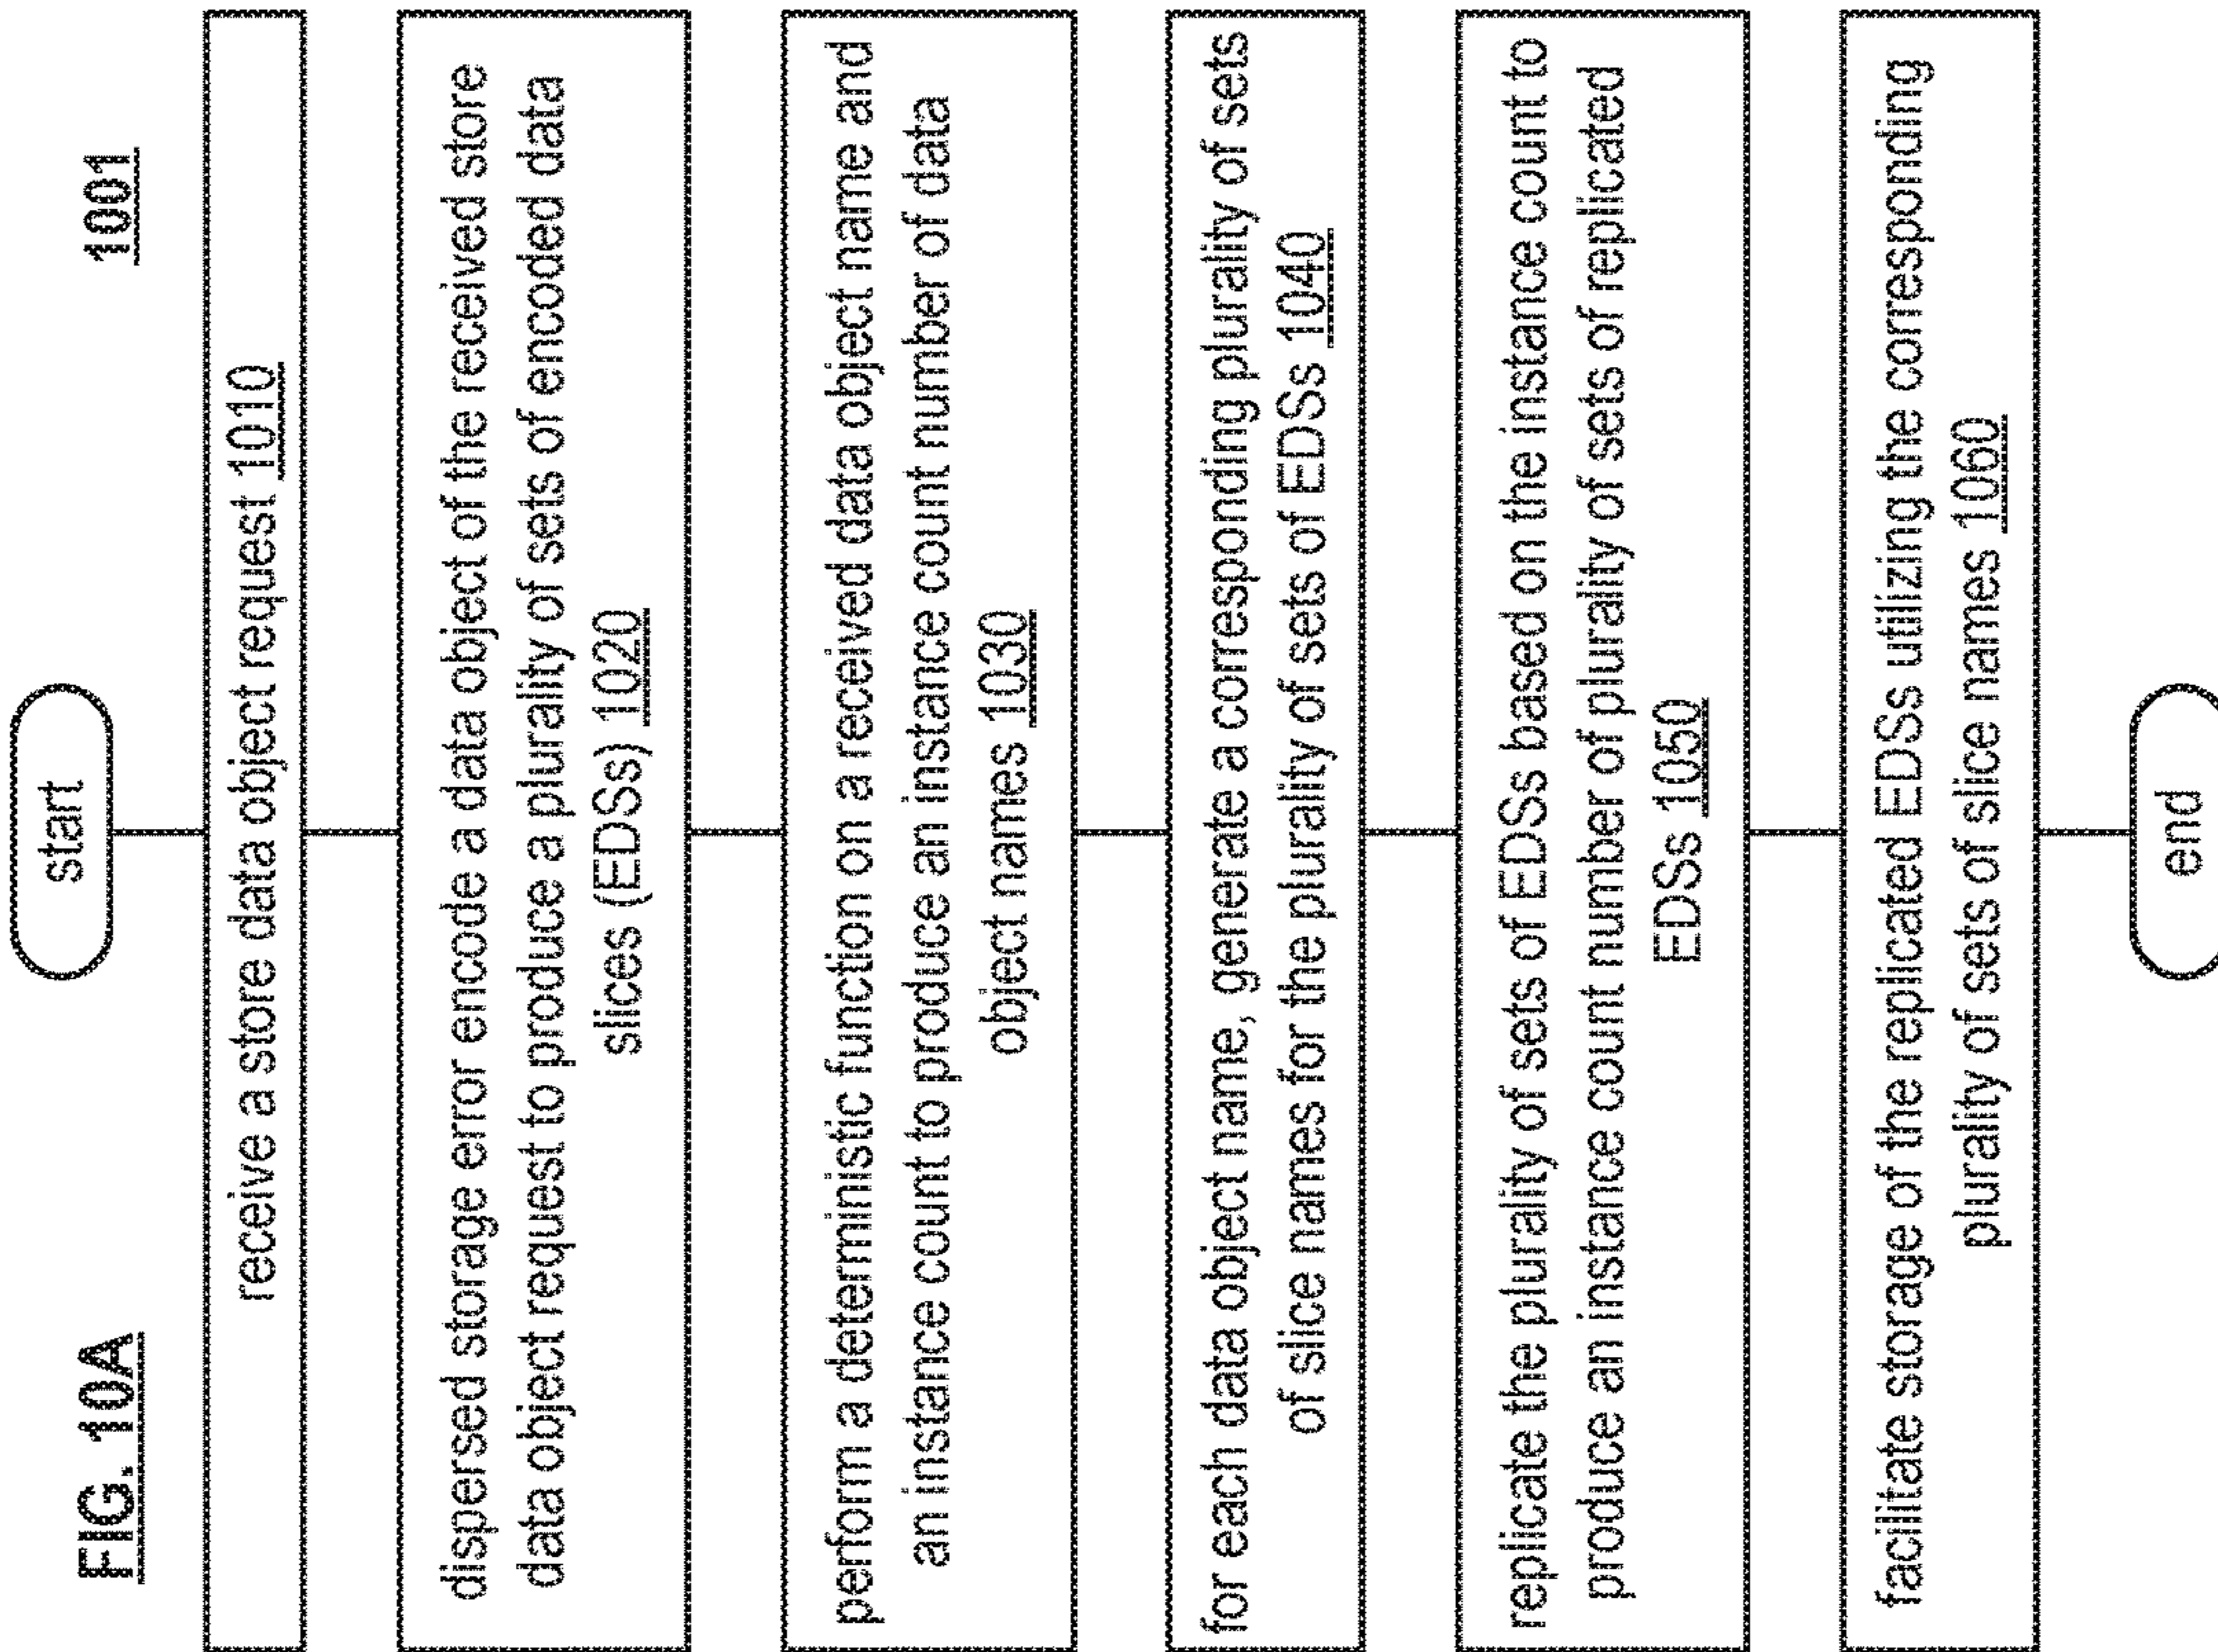 FIG. 10A
1001
start
receive a store data object request 1010
dispersed storage error encode a data object of the received store
data object request to produce a plurality of sets of encoded data
slices (EDSs) 1020
perform a deterministic function on a received data object name and
an instance count to produce an instance count number of data
object names 1030
for each data object name, generate a corresponding plurality of sets
of slice names for the plurality of sets of EDSs 1040
replicate the plurality of sets of EDSs based on the instance count to
produce an instance count number of plurality of sets of replicated
EDSs 1050
facilitate storage of the replicated EDSs utilizing the corresponding
plurality of sets of slice names 1060
end